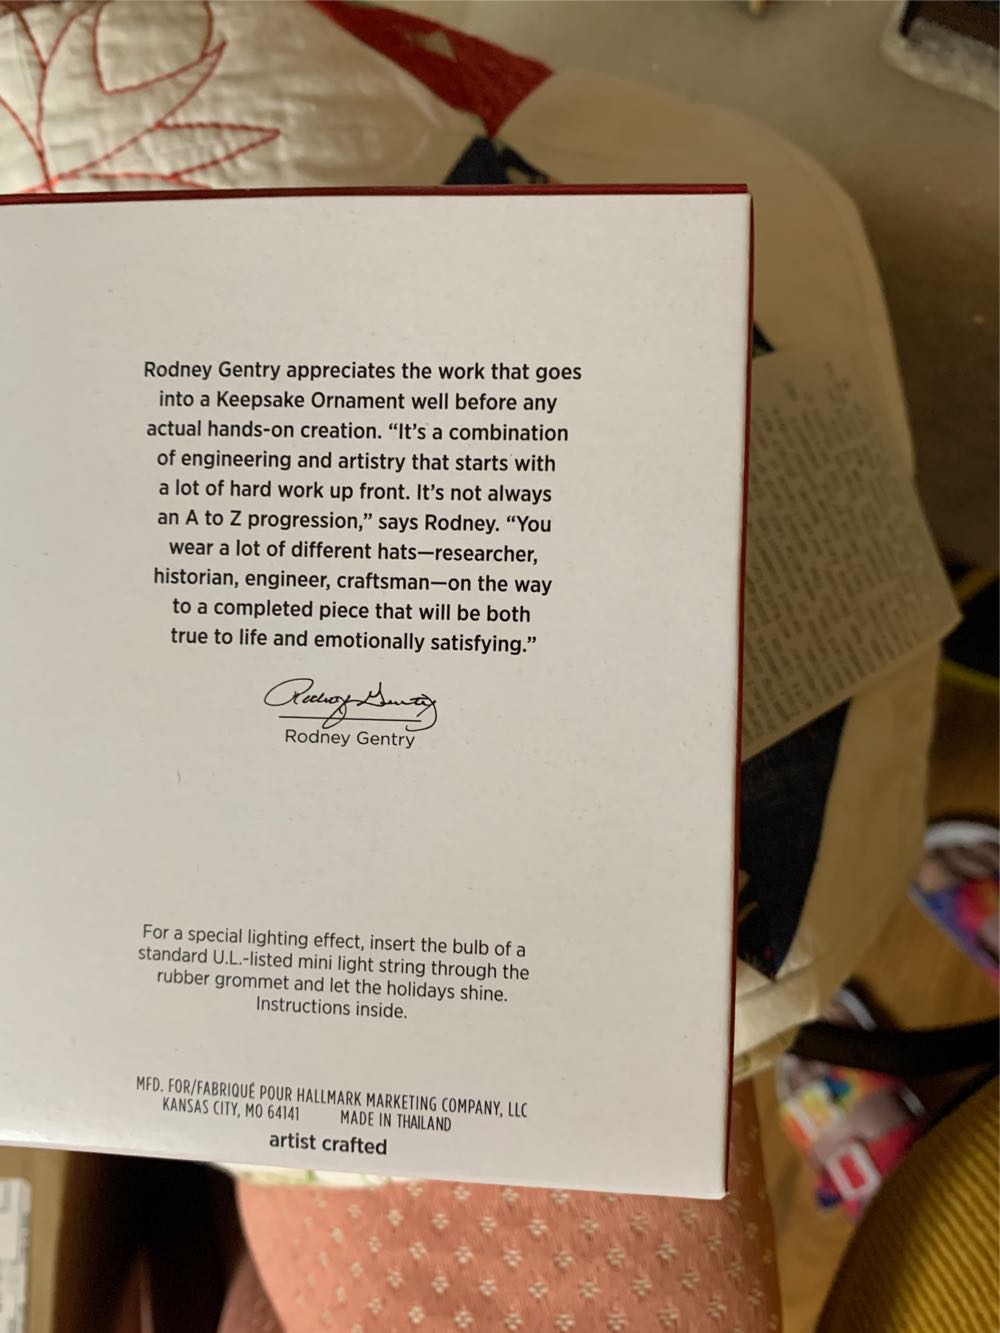 Rodney Gentry appreciates the work that goes
into a Keepsake Ornament well before any
actual hands-on creation. “It’s a combination
of engineering and artistry that starts with
a lot of hard work up front. It’s not always
an A to Z progression,” says Rodney. “You
wear a lot of different hats—researcher,
historian, engineer, craftsman—on the way
to a completed piece that will be both
true to life and emotionally satisfying.”
Rodney Gentry
Rodney Gentry
For a special lighting effect, insert the bulb of a
standard U.L.-listed mini light string through the
rubber grommet and let the holidays shine.
Instructions inside.
MFD. FOR/FABRIQUÉ POUR HALLMARK MARKETING COMPANY, LLC
KANSAS CITY, MO 64141 MADE IN THAILAND
artist crafted